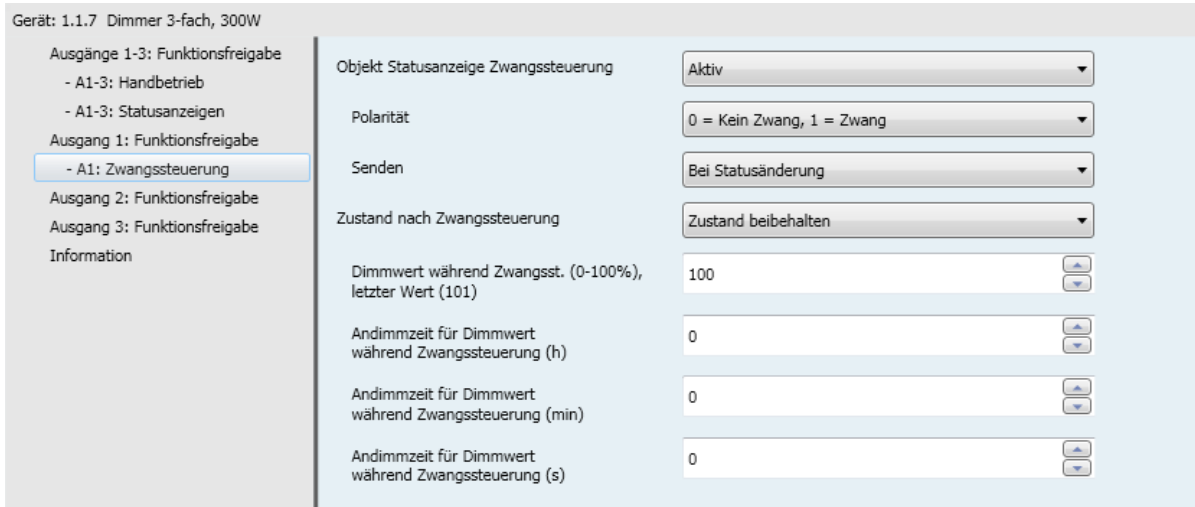 Gerät: 1.1.7 Dimmer 3-fach, 300W
Ausgänge 1-3: Funktionsfreigabe
- A1-3: Handbetrieb
- A1-3: Statusanzeigen
Ausgang 1: Funktionsfreigabe
- A1: Zwangssteuerung
Ausgang 2: Funktionsfreigabe
Ausgang 3: Funktionsfreigabe
Information
Objekt Statusanzeige Zwangssteuerung
Aktiv
Polarität
0 = Kein Zwang, 1 = Zwang
Senden
Bei Statusänderung
Zustand nach Zwangssteuerung
Zustand beibehalten
Dimmwert während Zwangsst. (0-100%),
letzter Wert (101)
100
Andimmzeit für Dimmwert
während Zwangssteuerung (h)
0
Andimmzeit für Dimmwert
während Zwangssteuerung (min)
0
Andimmzeit für Dimmwert
während Zwangssteuerung (s)
0